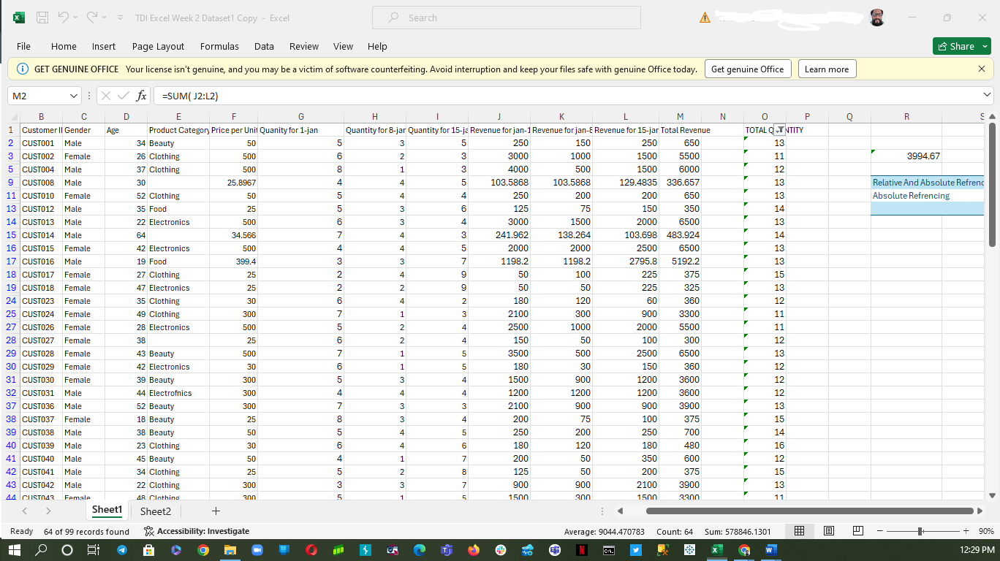 TDI Excel Week 2 Dataset1 Copy - Excel
Search
File Home Insert Page Layout Formulas Data Review View Help
Share
GET GENUINE OFFICE Your license isn't genuine, and you may be a victim of software counterfeiting. Avoid interruption and keep your files safe with genuine Office today. Get genuine Office Learn more
M2 fx =SUM( J2:L2)
B C D E F G H I J K L M N O P Q R S
1 Customer I Gender Age Product Category Price per Unit Quanity for 1-jan Quantity for 8-jan Quantity for 15-ja Revenue for jan-1 Revenue for jan-8 Revenue for 15-jan Total Revenue TOTAL Q NTITY
2 CUST001 Male 34 Beauty 50 5 3 5 250 150 250 650 13
3 CUST002 Female 26 Clothing 500 6 2 3 3000 1000 1500 5500 11 3994.67
5 CUST004 Male 37 Clothing 500 8 1 3 4000 500 1500 6000 12
9 CUST008 Male 30 25.8967 4 4 5 103.5868 103.5868 129.4835 336.657 13 Relative And Absolute Refrenc
11 CUST010 Female 52 Clothing 50 5 4 4 250 200 200 650 13 Absolute Refrencing
13 CUST012 Male 35 Food 25 5 3 6 125 75 150 350 14
14 CUST013 Male 22 Electronics 500 6 3 4 3000 1500 2000 6500 13
15 CUST014 Male 64 34.566 7 4 3 241.962 138.264 103.698 483.924 14
16 CUST015 Female 42 Electronics 500 4 4 5 2000 2000 2500 6500 13
17 CUST016 Male 19 Food 399.4 3 3 7 1198.2 1198.2 2795.8 5192.2 13
18 CUST017 Female 27 Clothing 25 2 4 9 50 100 225 375 15
19 CUST018 Female 47 Electronics 25 2 2 9 50 50 225 325 13
24 CUST023 Female 35 Clothing 30 6 4 2 180 120 60 360 12
25 CUST024 Female 49 Clothing 300 7 1 3 2100 300 900 3300 11
27 CUST026 Female 28 Electronics 500 5 2 4 2500 1000 2000 5500 11
28 CUST027 Female 38 25 6 2 4 150 50 100 300 12
29 CUST028 Female 43 Beauty 500 7 1 5 3500 500 2500 6500 13
30 CUST029 Female 42 Electronics 30 6 1 5 180 30 150 360 12
31 CUST030 Female 39 Beauty 300 5 3 4 1500 900 1200 3600 12
32 CUST031 Male 44 Electrofnics 300 4 4 4 1200 1200 1200 3600 12
37 CUST036 Male 52 Beauty 300 7 3 3 2100 900 900 3900 13
38 CUST037 Female 18 Beauty 25 8 3 4 200 75 100 375 15
39 CUST038 Male 38 Beauty 50 5 4 5 250 200 250 700 14
40 CUST039 Male 23 Clothing 30 6 4 6 180 120 180 480 16
41 CUST040 Male 45 Beauty 50 4 1 7 200 50 350 600 12
42 CUST041 Male 34 Clothing 25 5 2 8 125 50 200 375 15
43 CUST042 Male 22 Clothing 300 3 3 7 900 900 2100 3900 13
44 CUST043 Female 48 Clothing 300 5 1 5 1500 300 1500 3300 11
Sheet1 Sheet2
Ready 64 of 99 records found Accessibility: Investigate Average: 9044.470783 Count: 64 Sum: 578846.1301 90%
12:29 PM